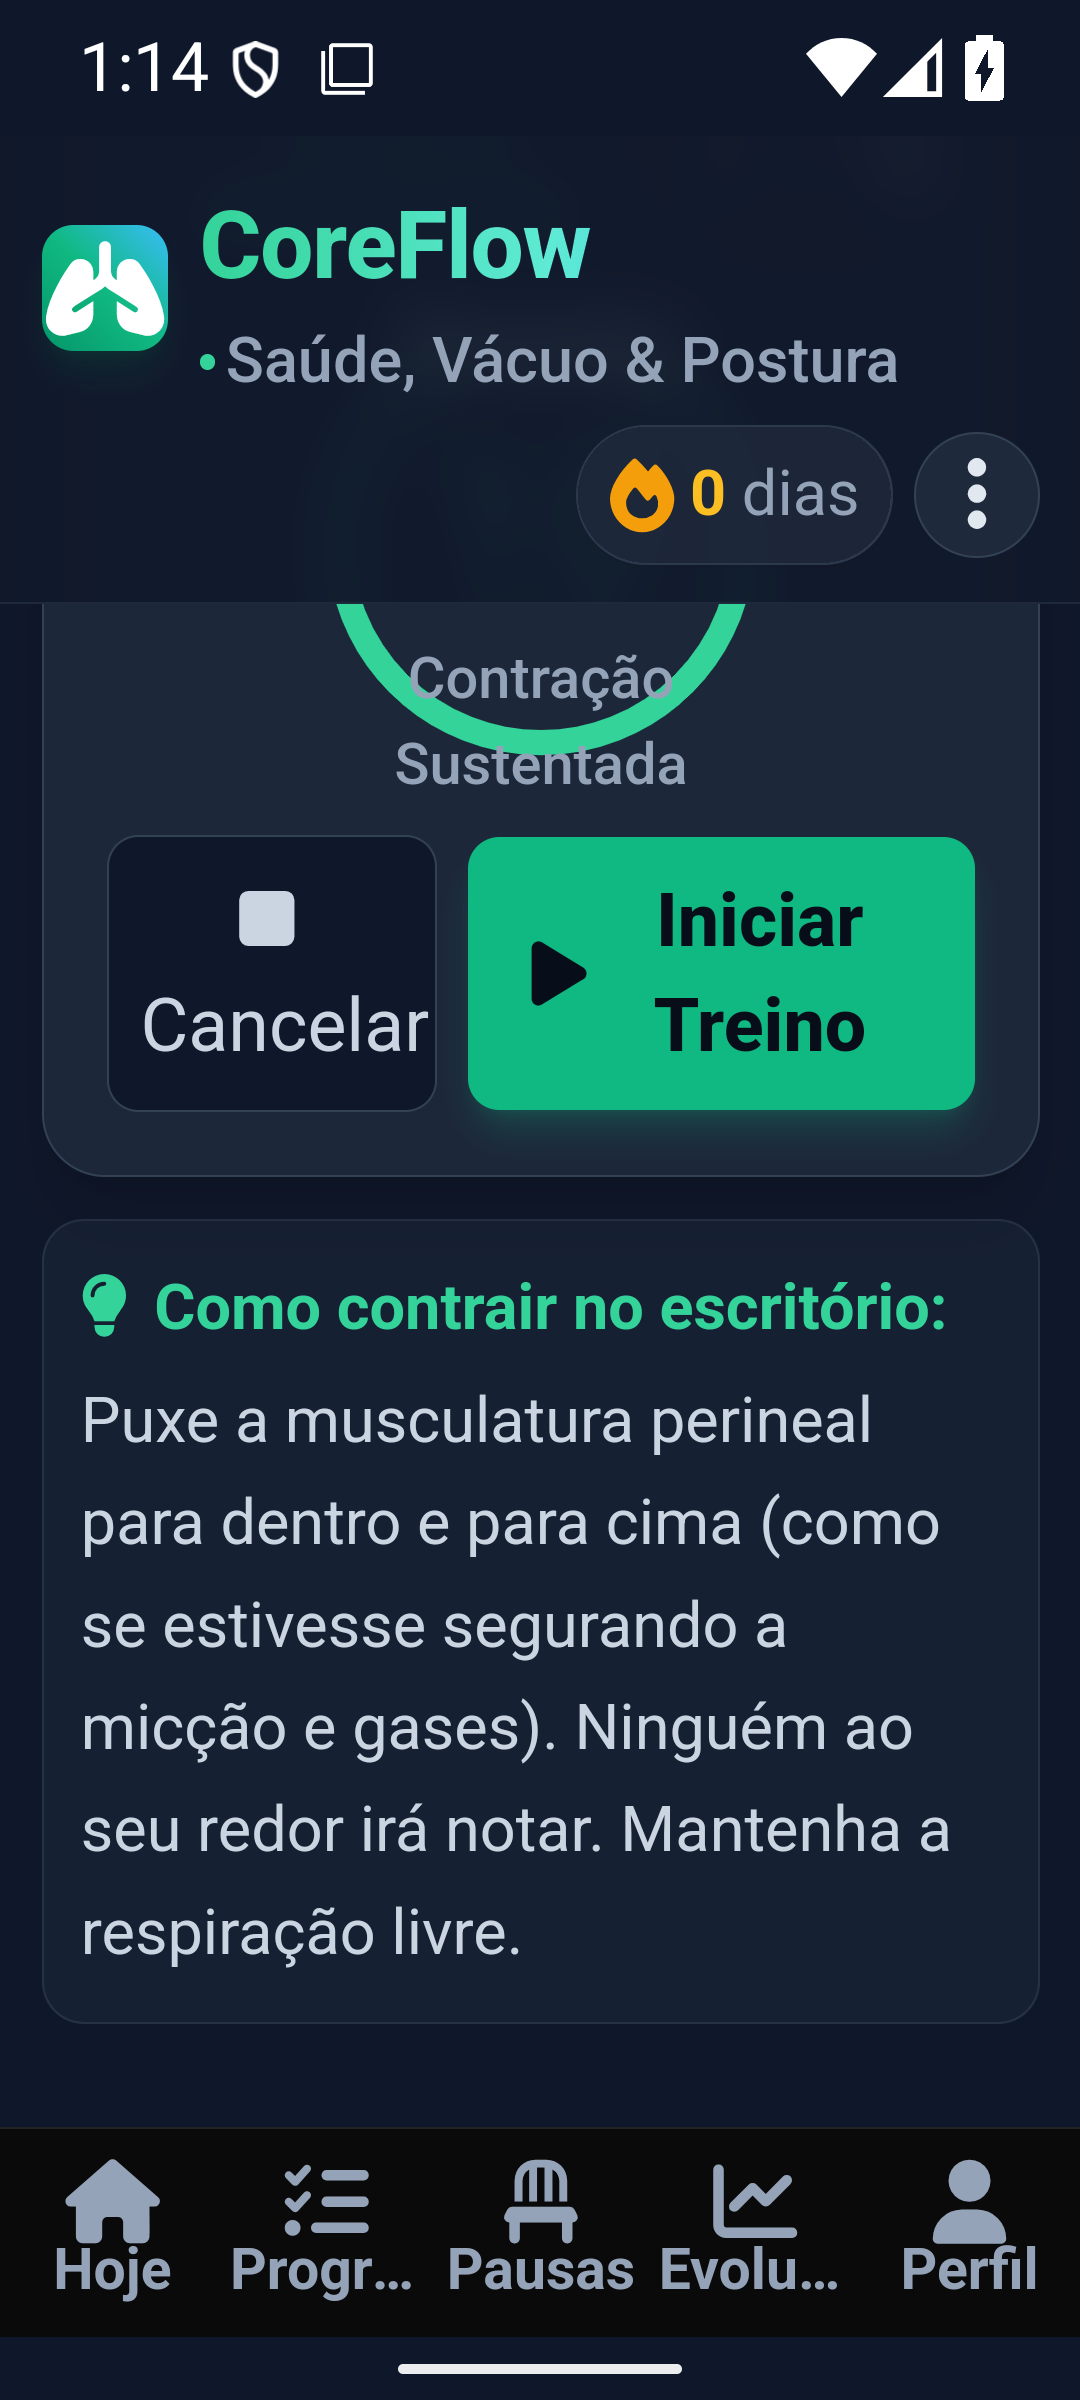 1:14
CoreFlow
Saúde, Vácuo & Postura
0 dias
Contração
Sustentada
Cancelar
Iniciar
Treino
Como contrair no escritório:
Puxe a musculatura perineal
para dentro e para cima (como
se estivesse segurando a
micção e gases). Ninguém ao
seu redor irá notar. Mantenha a
respiração livre.
Hoje
Progr...
Pausas
Evolu...
Perfil